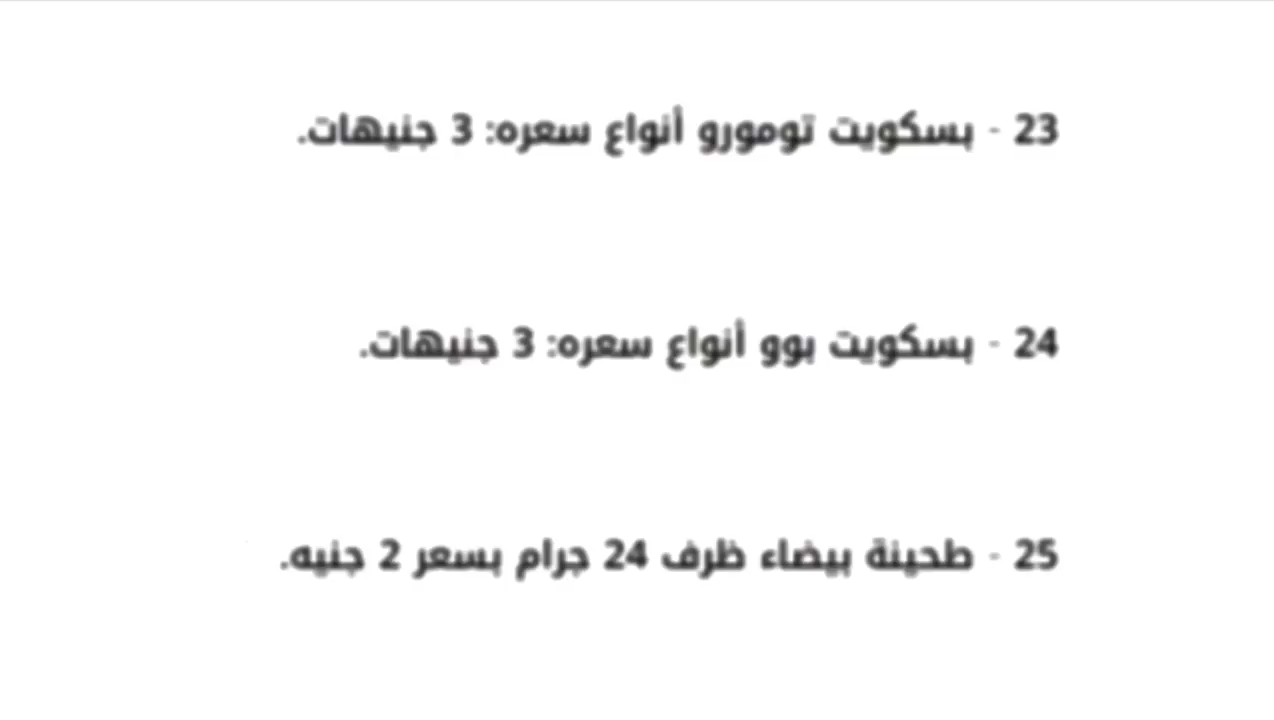 23 - بسكويت تومورو أنواع سعره: 3 جنيهات.
24 - بسكويت بوو أنواع سعره: 3 جنيهات.
25 - طحينة بيضاء ظرف 24 جرام بسعر 2 جنيه.